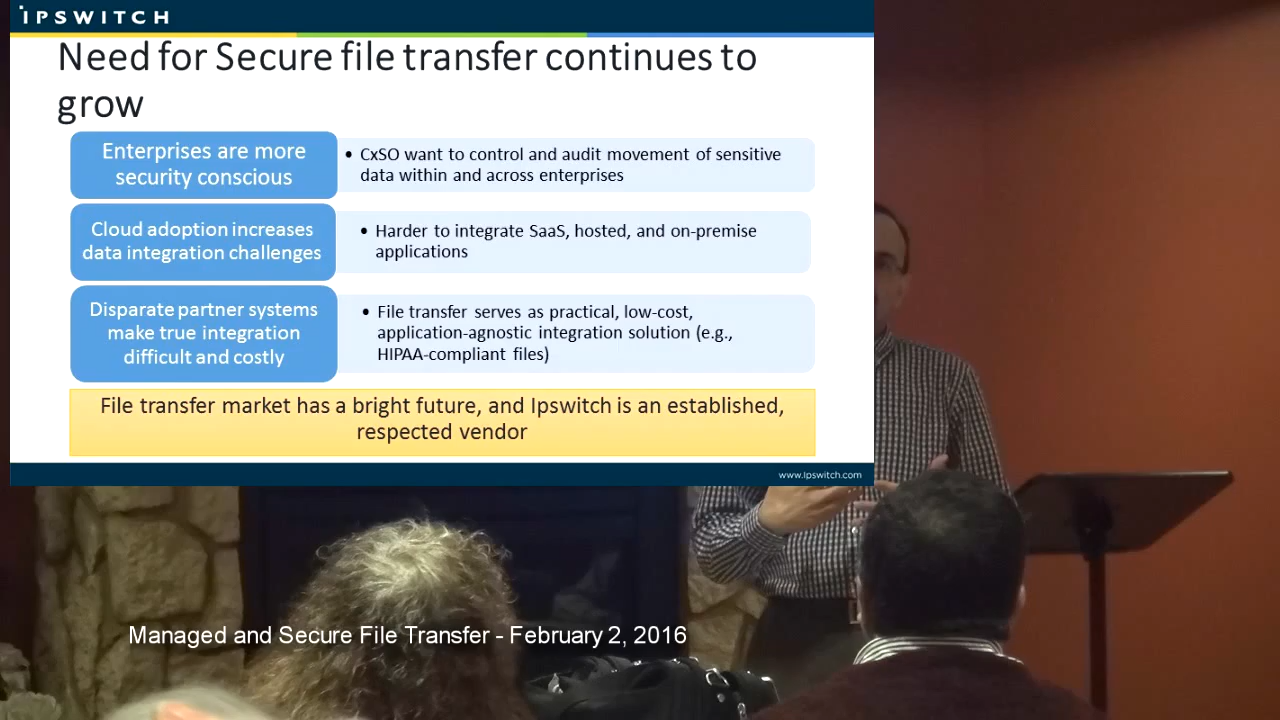 IPSWITCH
Need for Secure file transfer continues to
grow
Enterprises are more
security conscious
• CxSO want to control and audit movement of sensitive
data within and across enterprises
Cloud adoption increases
data integration challenges
• Harder to integrate SaaS, hosted, and on-premise
applications
Disparate partner systems
make true integration
difficult and costly
• File transfer serves as practical, low-cost,
application-agnostic integration solution (e.g.,
HIPAA-compliant files)
File transfer market has a bright future, and Ipswitch is an established,
respected vendor
www.Ipswitch.com
Managed and Secure File Transfer - February 2, 2016